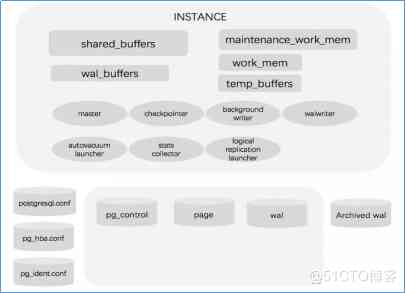 INSTANCE
shared_buffers
maintenance_work_mem
wal_buffers
work_mem
temp_buffers
master
checkpointer
background
writer
walwriter
autovacuum
launcher
stats
collector
logical
replication
launcher
postgresql.conf
pg_hba.conf
pg_ident.conf
pg_control
page
wal
Archived wal
@51CTO博客